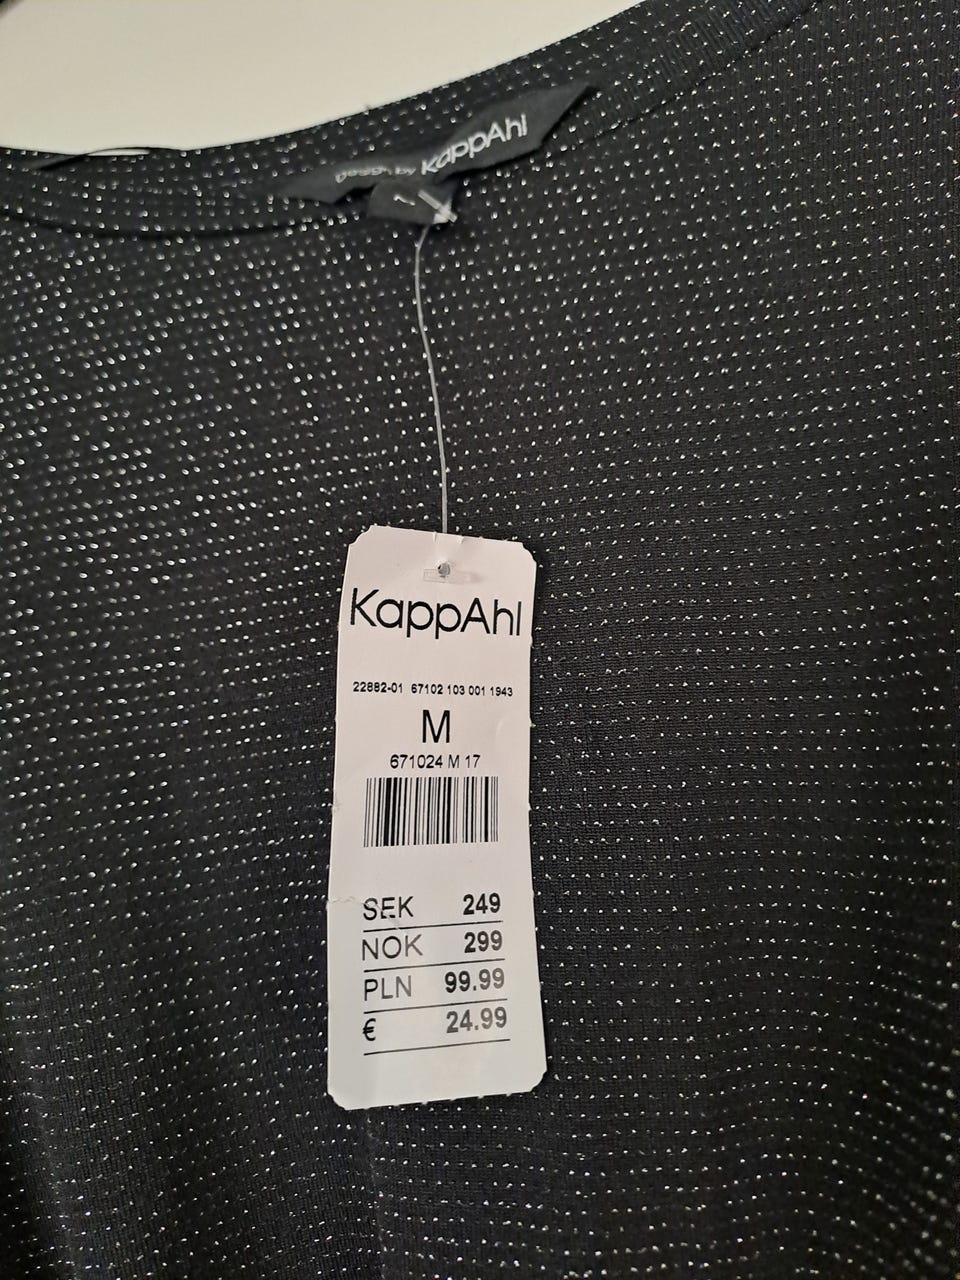 Design by KappAhl
KappAhl
22882-01 67102 103 001 1943
M
671024 M 17
SEK 249
NOK 299
PLN 99.99
€ 24.99